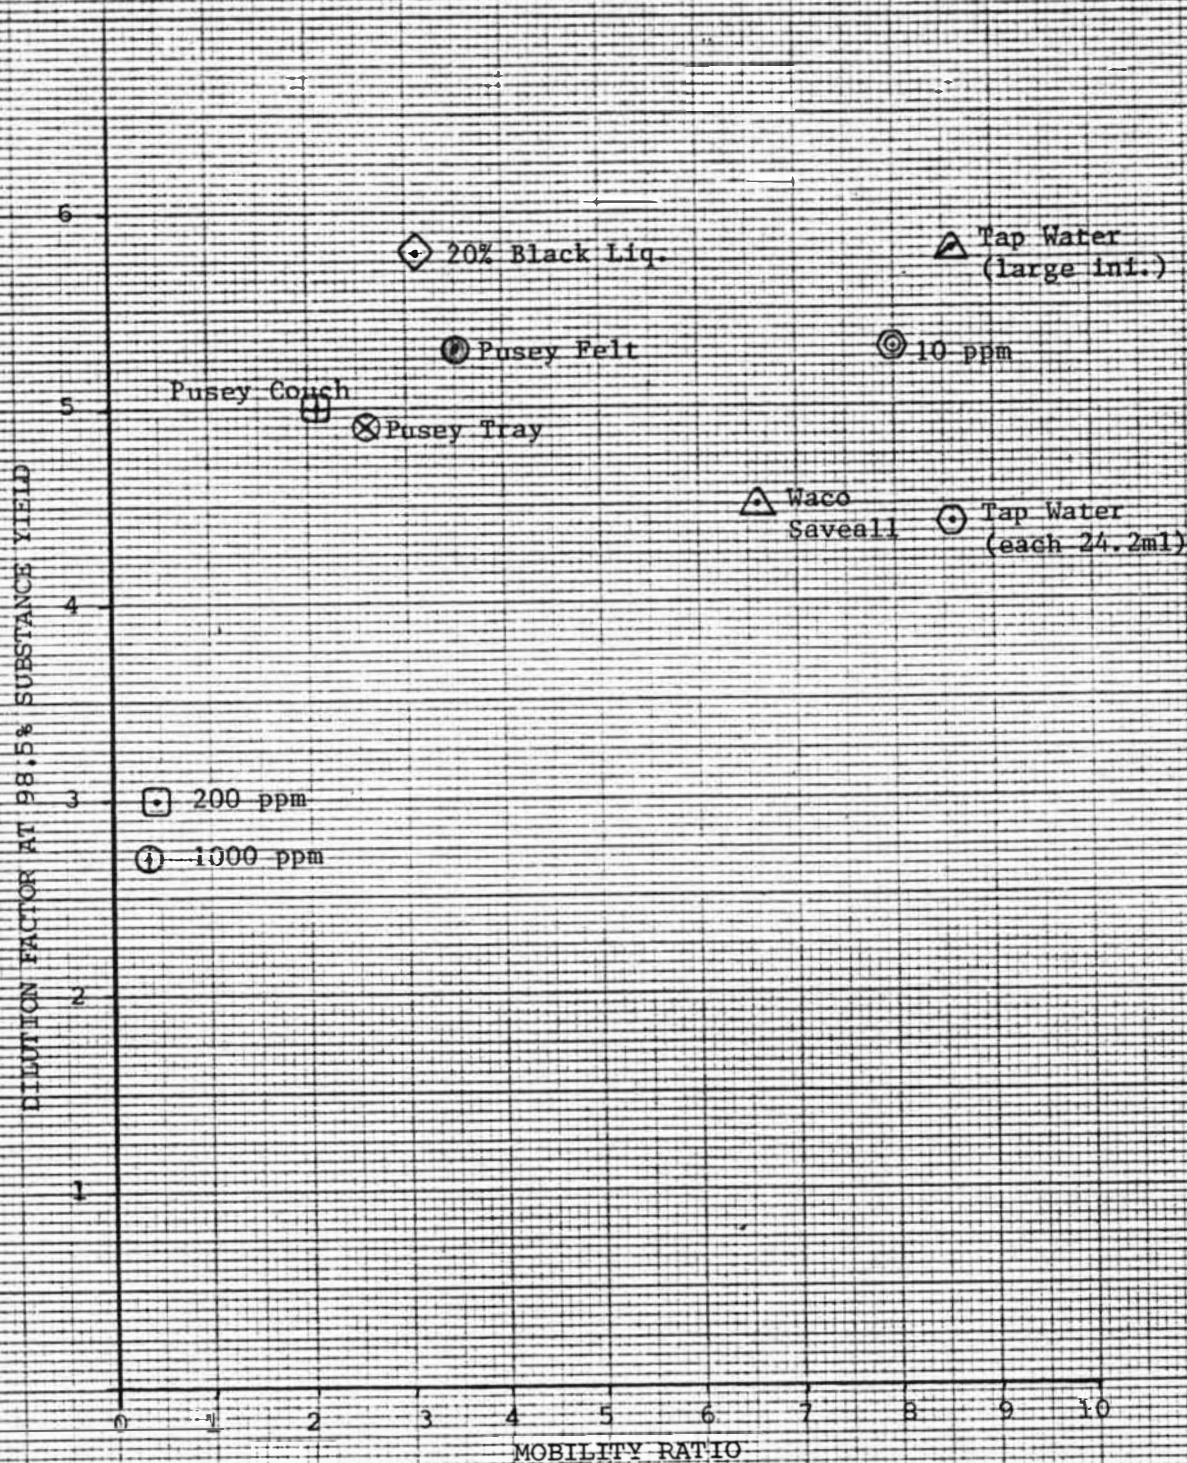 6
20% Black Liq.
Tap Water
(large inj.)
Pusey Felt
10 ppm
Pusey Couch
5
Pusey Tray
Waco
Saveall
Tap Water
(each 24.2ml)
4
3
200 ppm
1000 ppm
2
1
DILUTION FACTOR AT 98.5% SUBSTANCE YIELD
0 1 2 3 4 5 6 7 8 9 10
MOBILITY RATIO